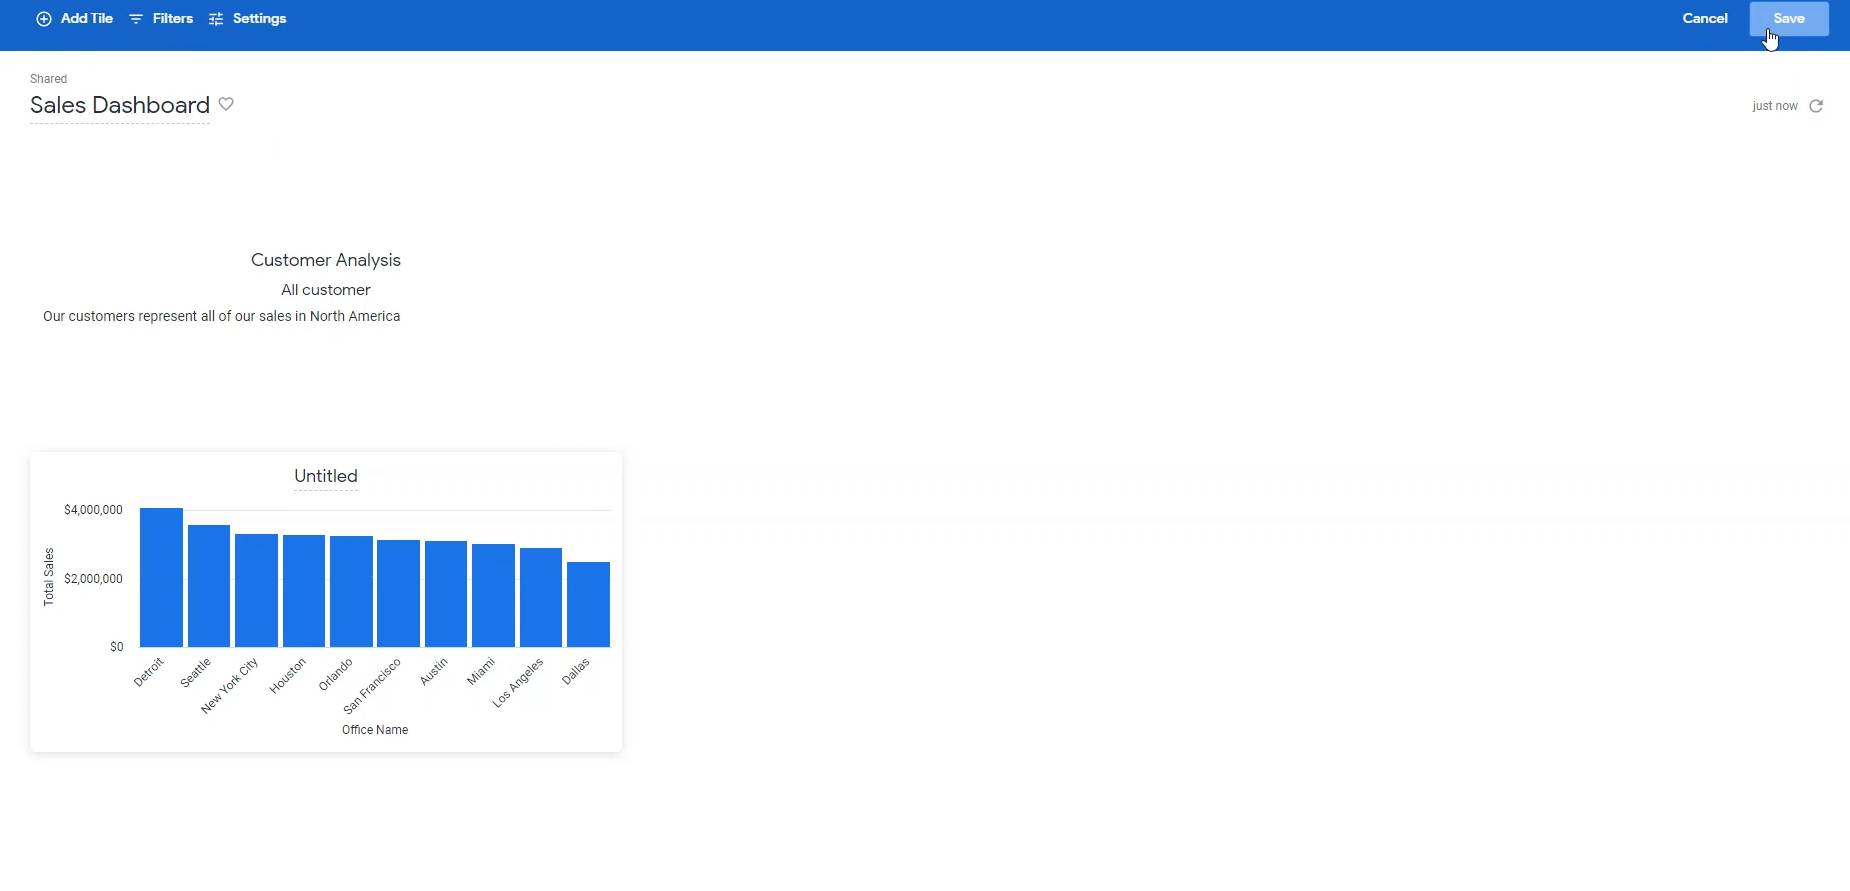 Add Tile Filters Settings Cancel Save
Shared
Sales Dashboard
just now
Customer Analysis
All customer
Our customers represent all of our sales in North America
Untitled
$4,000,000
$2,000,000
$0
Total Sales
Detroit Seattle New York City Houston Orlando San Francisco Austin Miami Los Angeles Dallas
Office Name